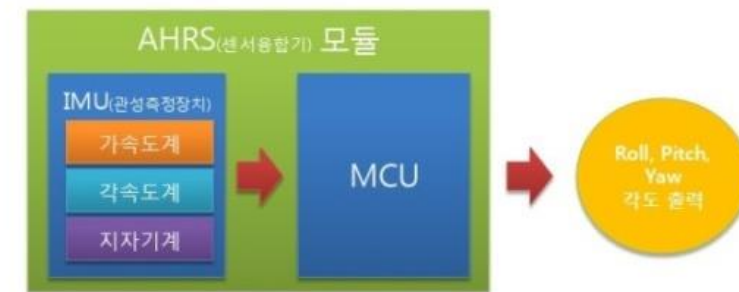 AHRS(센서융합기) 모듈
IMU(관성측정장치)
가속도계
각속도계
지자기계
MCU
Roll, Pitch,
Yaw
각도 출력